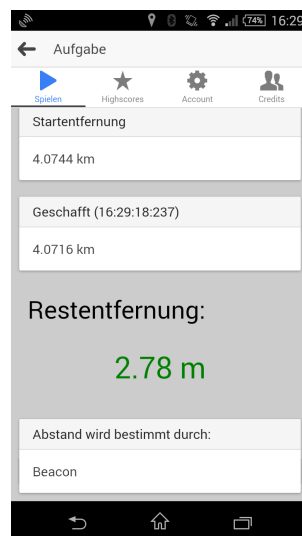 74% 16:29
Aufgabe
Spielen Highscores Account Credits
Startentfernung
4.0744 km
Geschafft (16:29:18:237)
4.0716 km
Restentfernung:
2.78 m
Abstand wird bestimmt durch:
Beacon